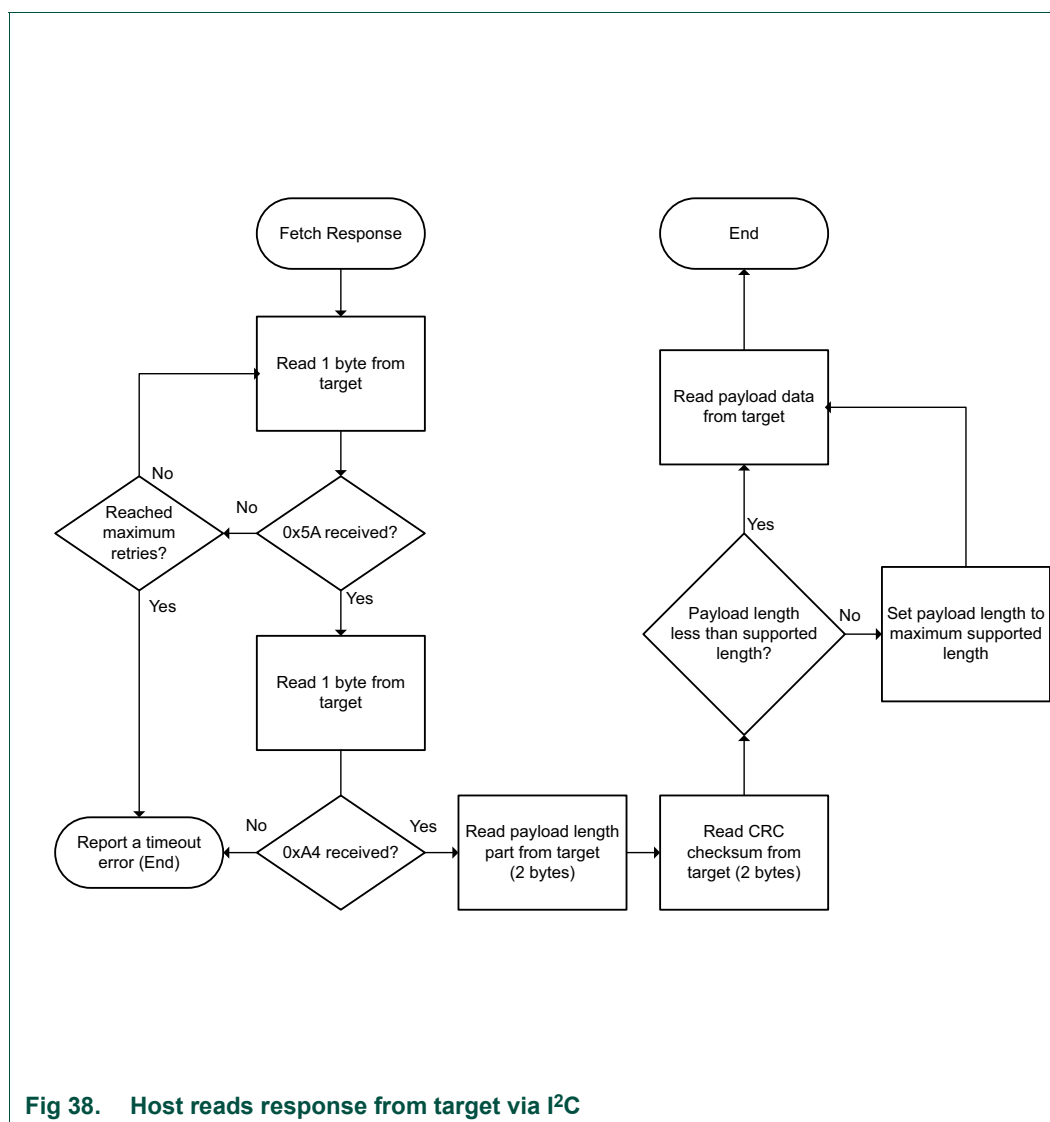 Fetch Response
Read 1 byte from
target
No
Reached
maximum
retries?
No
0x5A received?
Yes
Yes
Read 1 byte from
target
Report a timeout
error (End)
No
0xA4 received?
Yes
Read payload length
part from target
(2 bytes)
Read CRC
checksum from
target (2 bytes)
Payload length
less than supported
length?
No
Set payload length to
maximum supported
length
Yes
Read payload data
from target
End
Fig 38. Host reads response from target via I²C